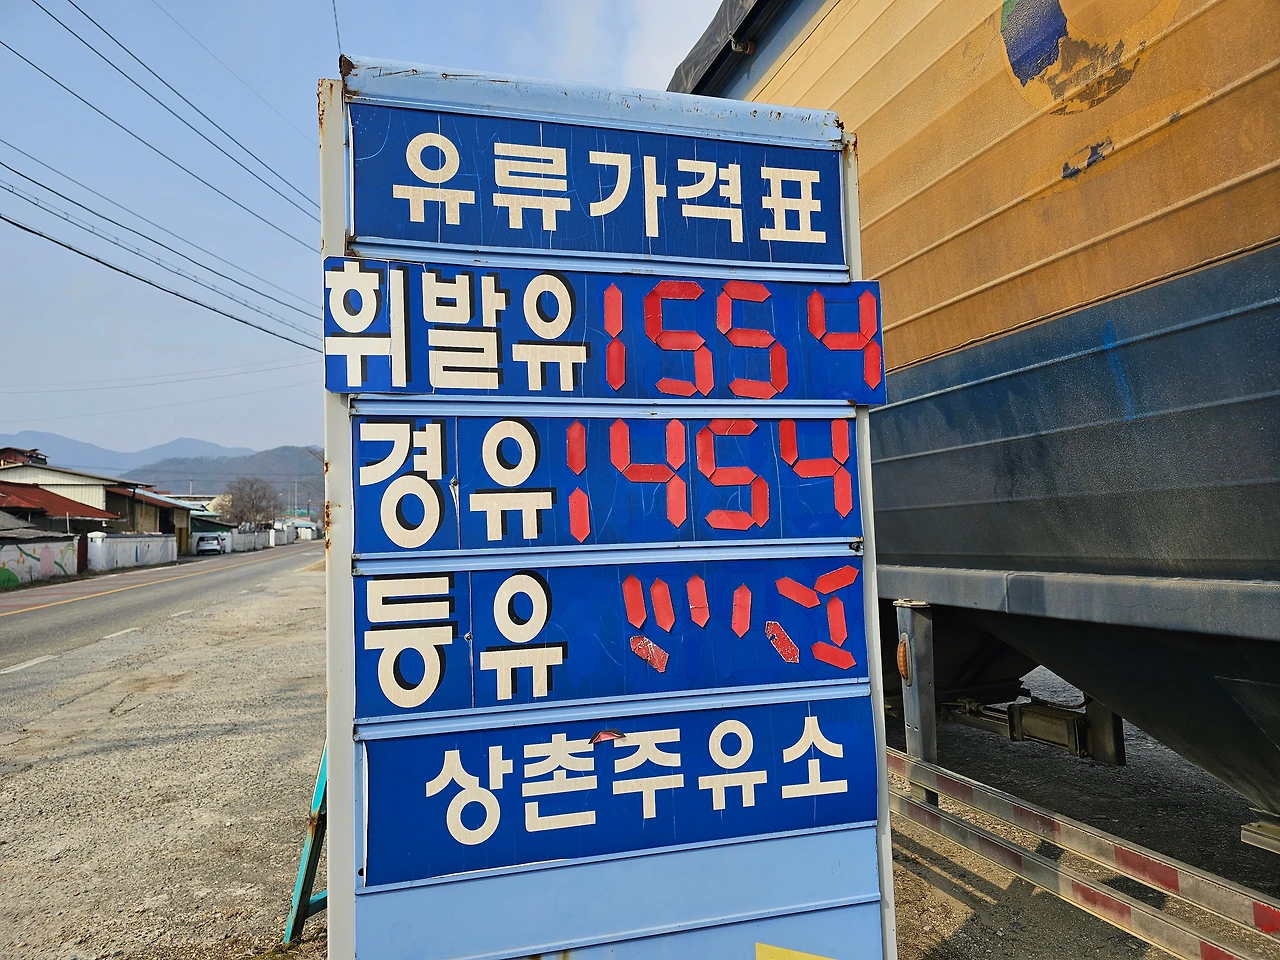 유류가격표
휘발유 1554
경유 1454
등유
상촌주유소